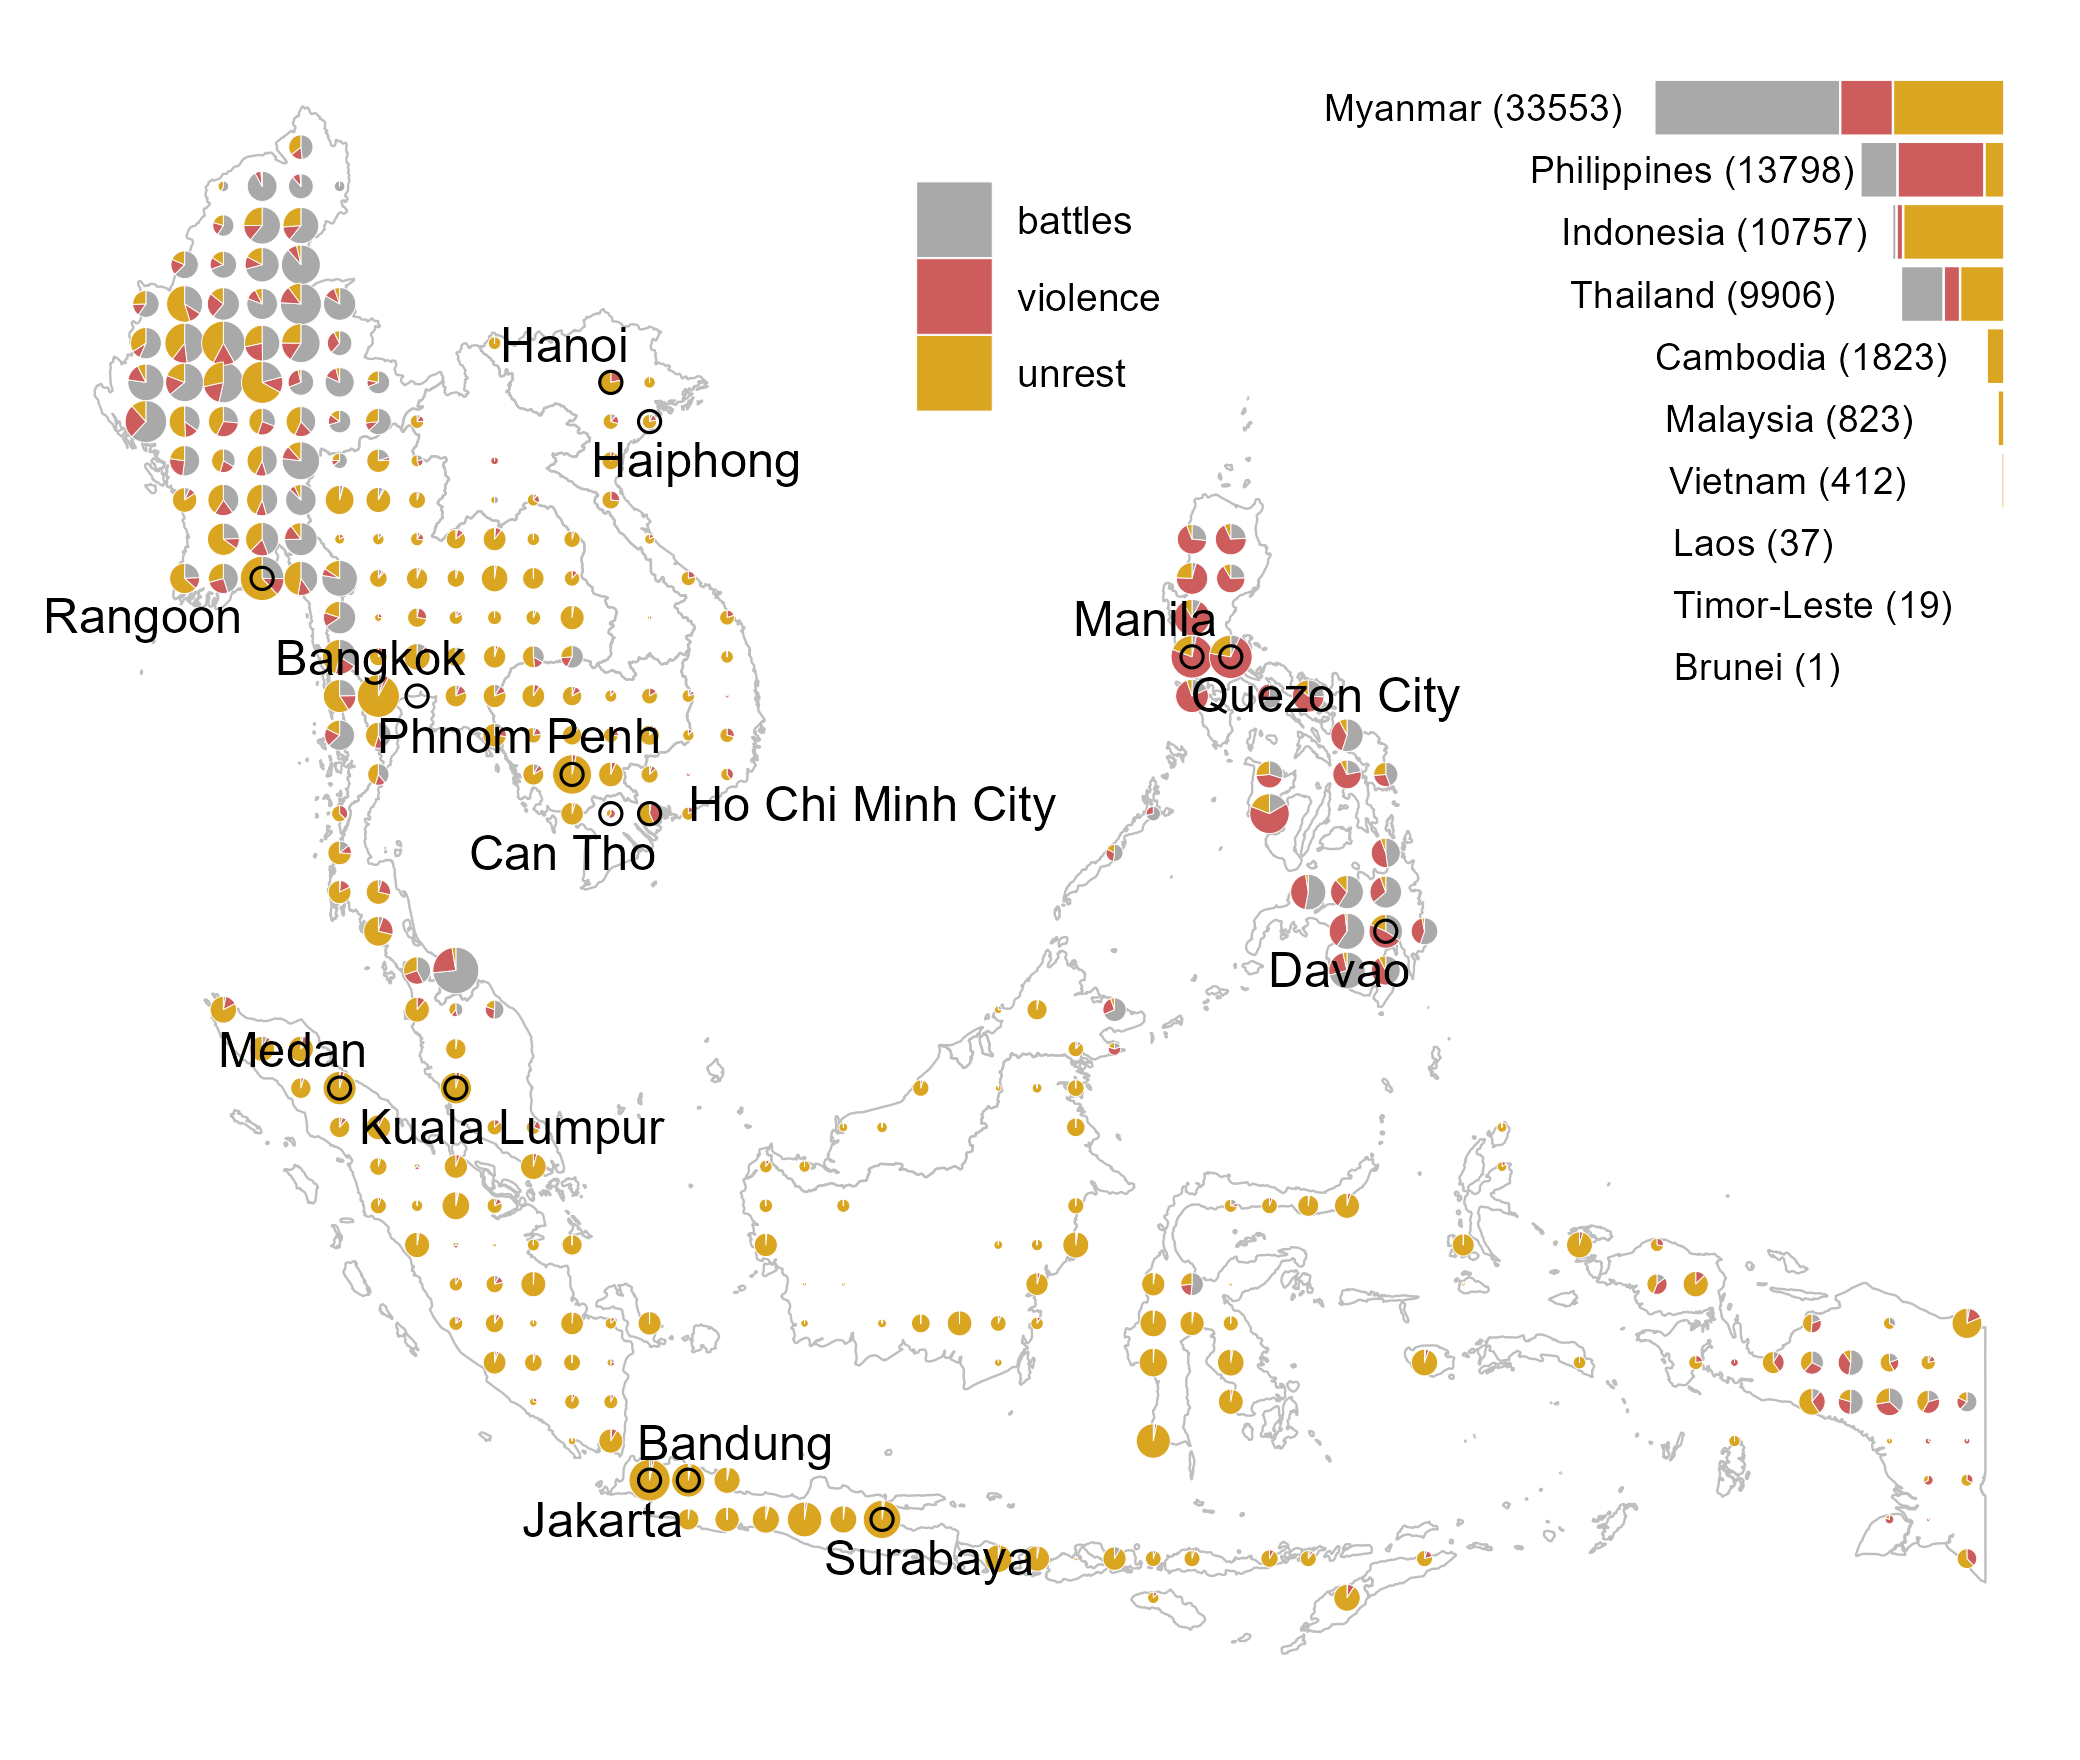 Myanmar (33553)
Philippines (13798)
Indonesia (10757)
Thailand (9906)
Cambodia (1823)
Malaysia (823)
Vietnam (412)
Laos (37)
Timor-Leste (19)
Brunei (1)
battles
violence
unrest
Hanoi
Haiphong
Rangoon
Bangkok
Manila
Quezon City
Phnom Penh
Ho Chi Minh City
Can Tho
Davao
Medan
Kuala Lumpur
Bandung
Jakarta
Surabaya